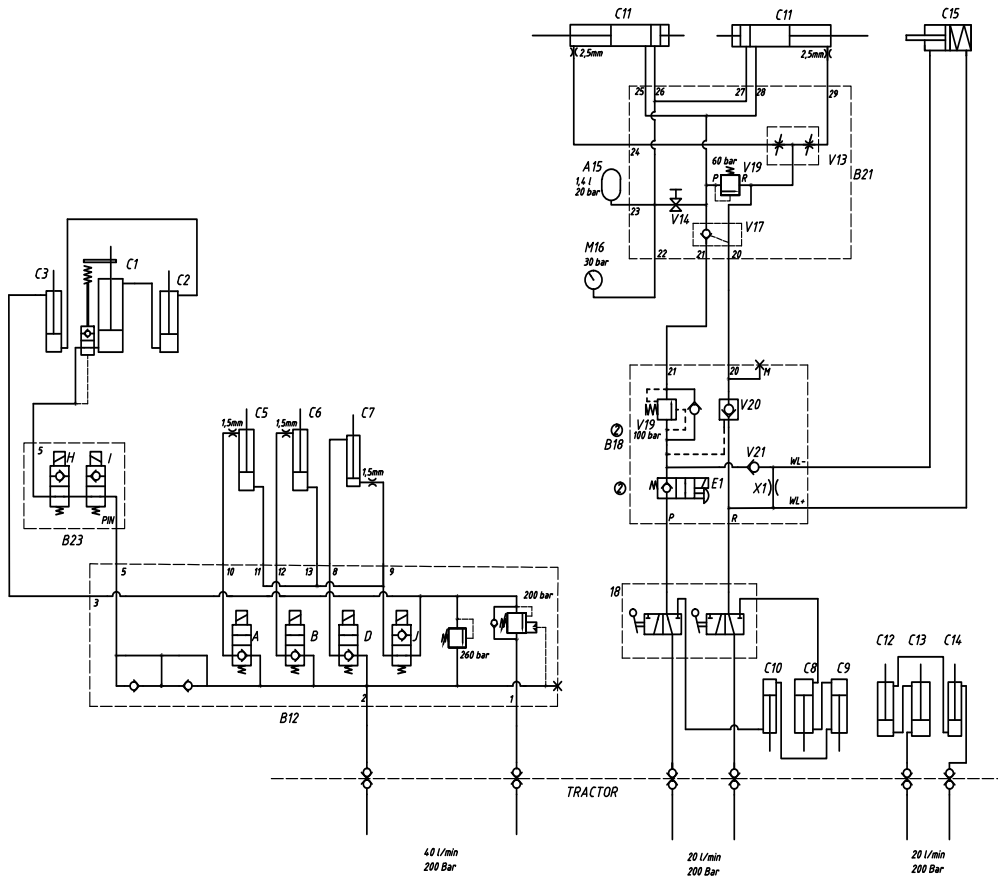 C11
C11
C15
2,5mm
2,5mm
25
26
27
28
29
24
V13
B21
60 bar
V19
P
R
A15
1,4 l
20 bar
23
V14
V17
M16
30 bar
22
21
20
C3
C1
C2
21
20
M
V19
100 bar
V20
2
B18
V21
WL-
2
E1
X1
WL+
P
R
C5
C6
C7
1,5mm
1,5mm
1,5mm
5
H
I
PIN
B23
5
10
11
12
13
8
9
3
200 bar
A
B
D
J
260 bar
2
1
B12
18
C10
C8
C9
C12
C13
C14
TRACTOR
40 l/min
200 Bar
20 l/min
200 Bar
20 l/min
200 Bar